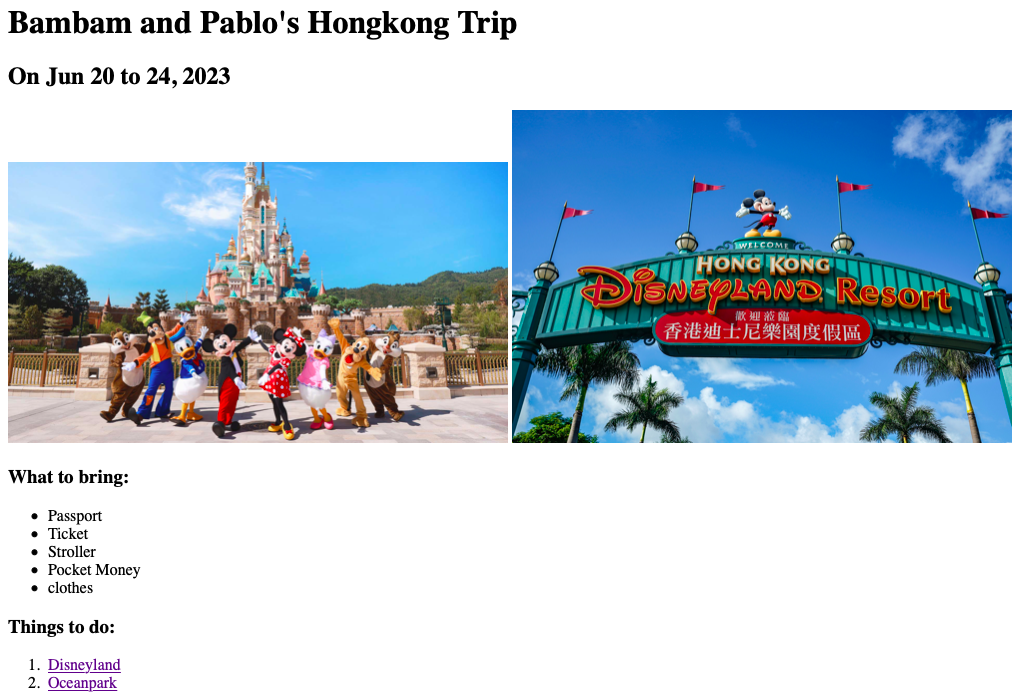 Bambam and Pablo's Hongkong Trip
On Jun 20 to 24, 2023
WELCOME
HONG KONG
DISNEYLAND Resort
歡迎蒞臨
香港迪士尼樂園度假區
What to bring:
Passport
Ticket
Stroller
Pocket Money
clothes
Things to do:
1. Disneyland
2. Oceanpark